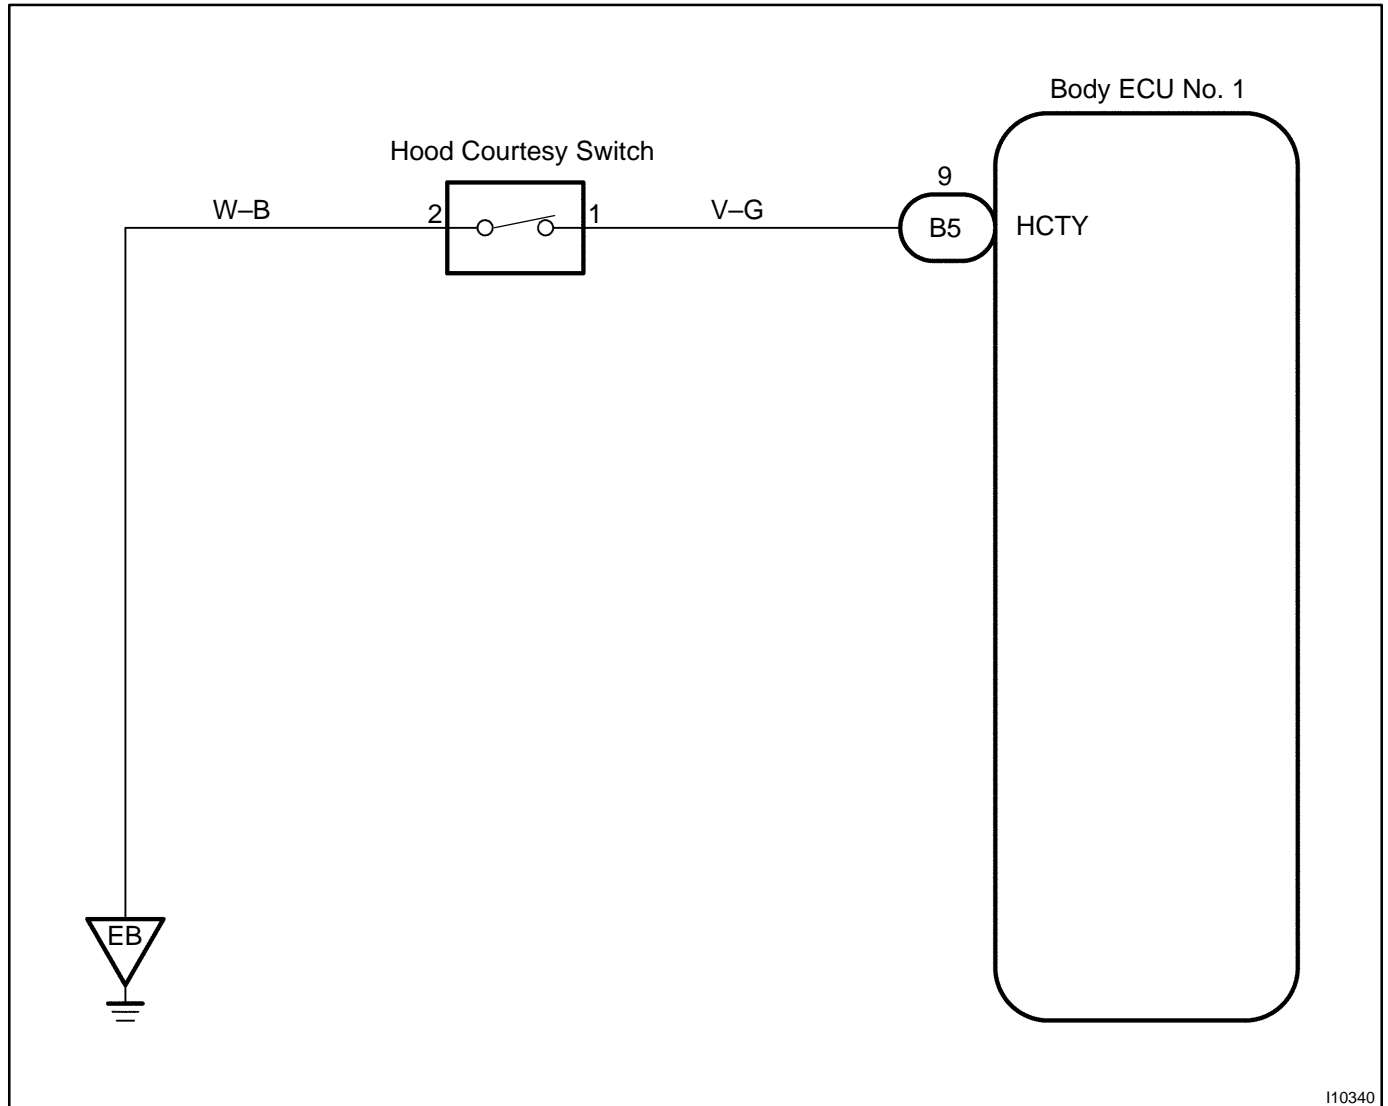 Body ECU No. 1
Hood Courtesy Switch
9
W–B
2
1
V–G
B5
HCTY
EB
I10340